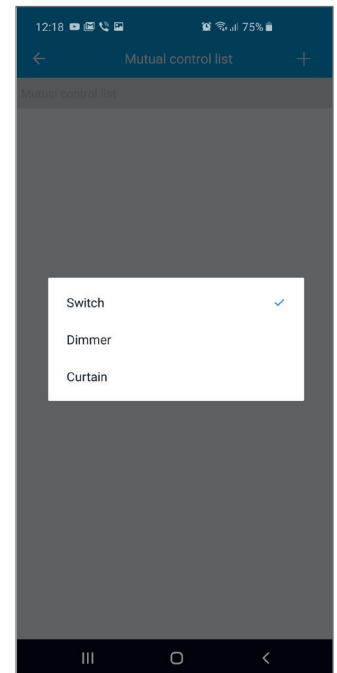 12:18 75%
Mutual control list
Mutual control list
Switch
Dimmer
Curtain